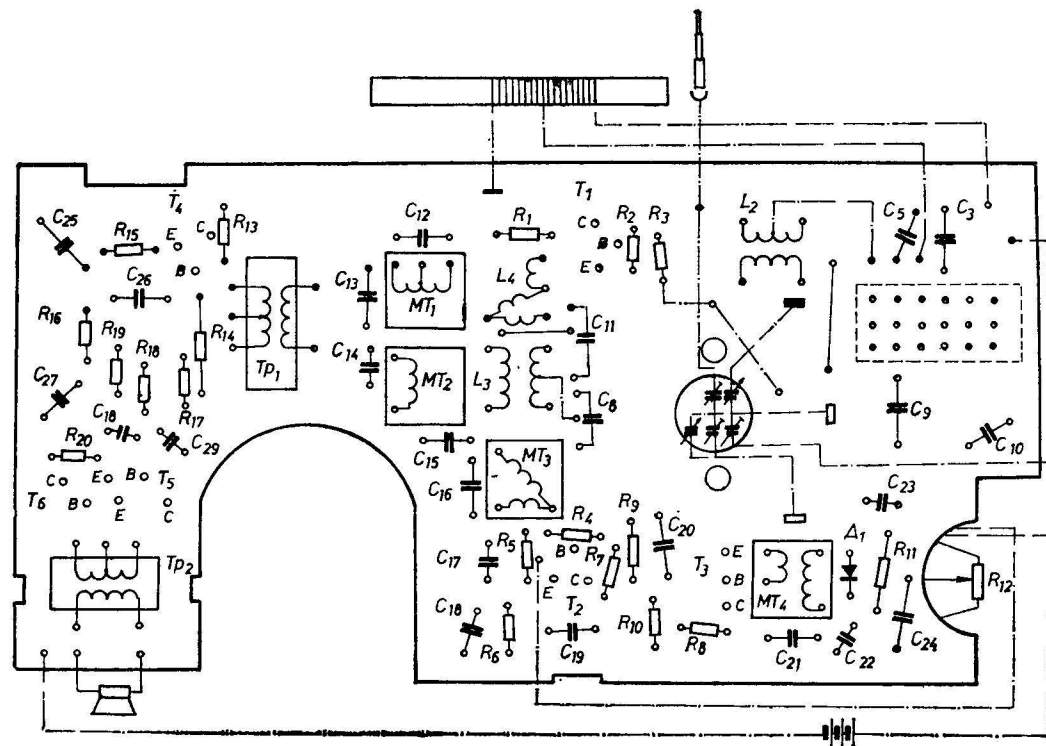 T1
L2
T4
C25
R15
E
C
R13
C12
R1
C
B
E
R2
R3
C5
C3
B
C26
C13
MT1
L4
R16
R19
R18
R14
Tp1
C14
MT2
L3
C11
C27
C18
R17
C8
C9
R20
C29
C15
MT3
C10
C
E
B
T5
T6
B
E
C
C16
C23
R9
R4
C20
R5
B
R7
T3
E
B
C
Δ1
R11
Tp2
C17
E
C
T2
MT4
R12
C18
R6
C19
R10
R8
C21
C22
C24